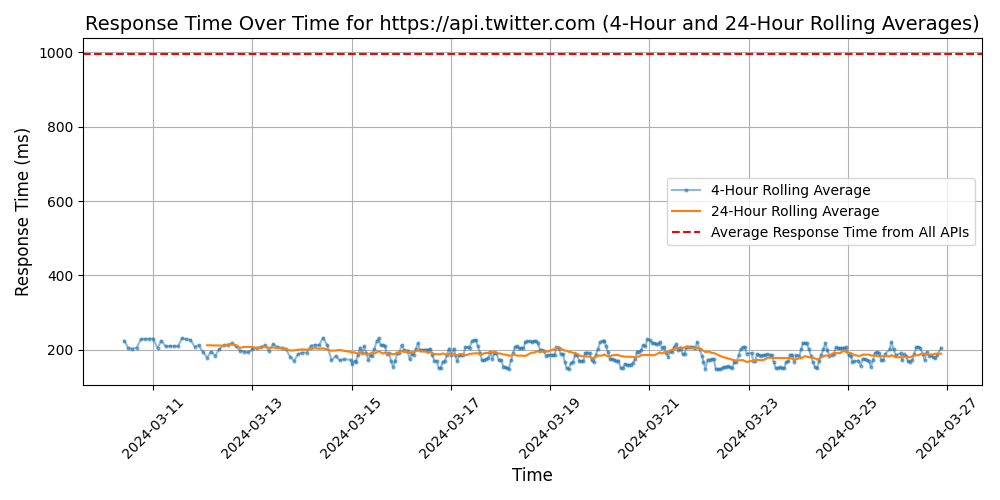 Response Time Over Time for https://api.twitter.com (4-Hour and 24-Hour Rolling Averages)
Response Time (ms)
1000
800
600
400
200
4-Hour Rolling Average
24-Hour Rolling Average
Average Response Time from All APIs
2024-03-11
2024-03-13
2024-03-15
2024-03-17
2024-03-19
2024-03-21
2024-03-23
2024-03-25
2024-03-27
Time